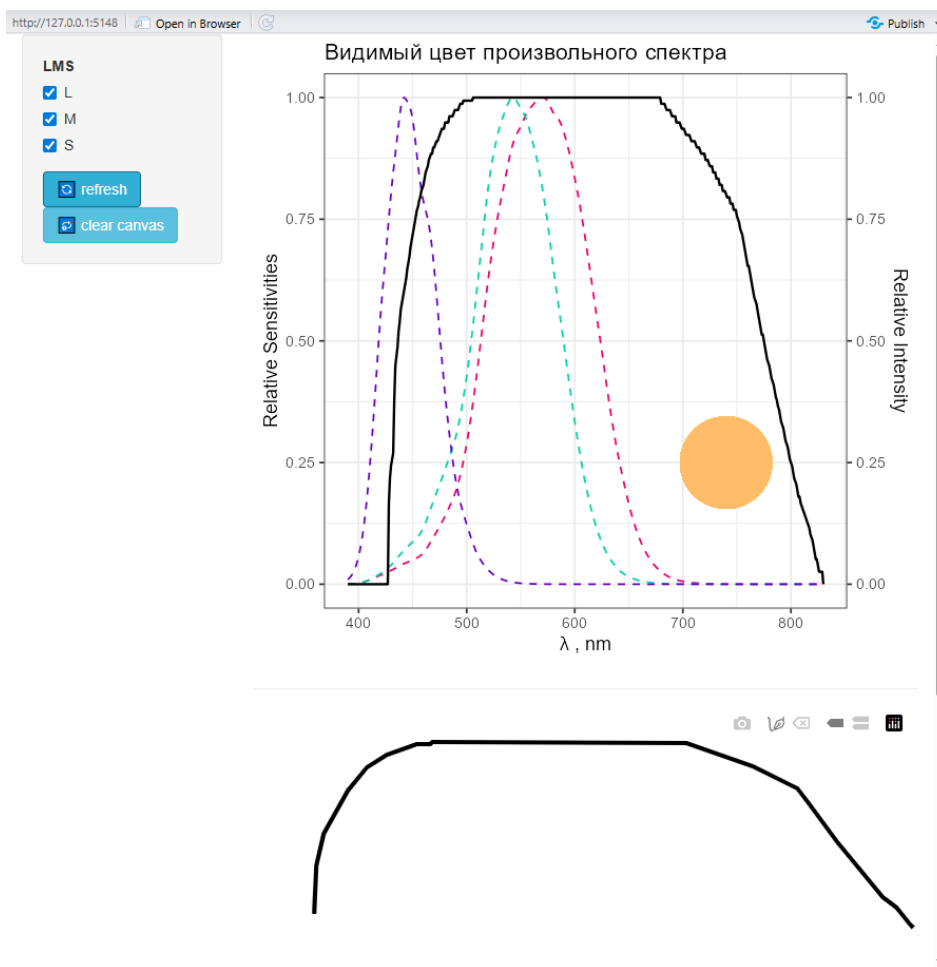 http://127.0.0.1:5148 Open in Browser Publish
LMS
L
M
S
refresh
clear canvas
Видимый цвет произвольного спектра
Relative Sensitivities
1.00
0.75
0.50
0.25
0.00
1.00
0.75
0.50
0.25
0.00
Relative Intensity
400 500 600 700 800
λ , nm